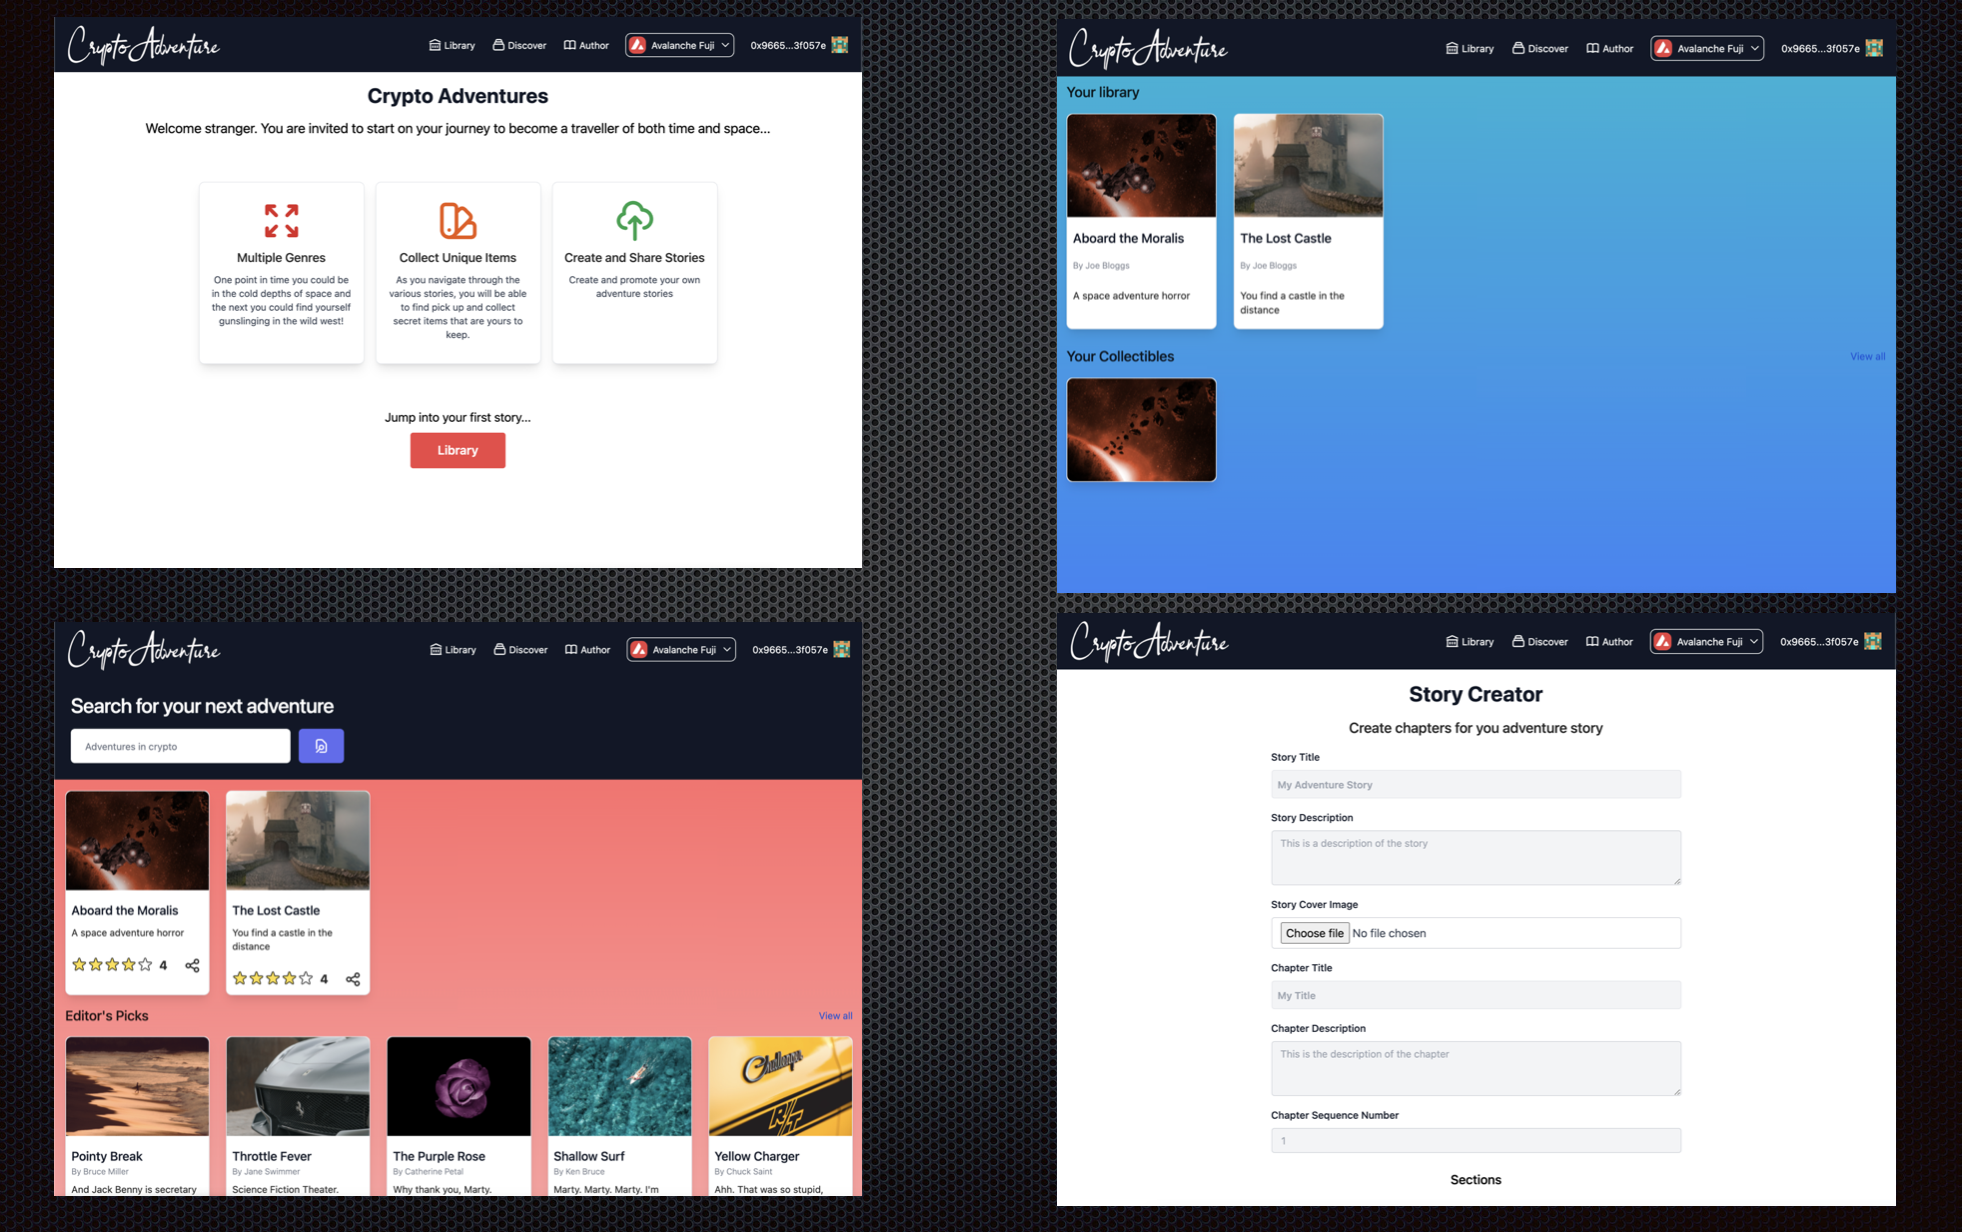 Crypto Adventure
Library
Discover
Author
Avalanche Fuji
0x9665...3f057e
Crypto Adventures
Welcome stranger. You are invited to start on your journey to become a traveller of both time and space...
Multiple Genres
One point in time you could be
in the cold depths of space and
the next you could find yourself
gunslinging in the wild west!
Collect Unique Items
As you navigate through the
various stories, you will be able
to find pick up and collect
secret items that are yours to
keep.
Create and Share Stories
Create and promote your own
adventure stories
Jump into your first story...
Library
Crypto Adventure
Library
Discover
Author
Avalanche Fuji
0x9665...3f057e
Your library
Aboard the Moralis
By Joe Bloggs
A space adventure horror
The Lost Castle
By Joe Bloggs
You find a castle in the
distance
Your Collectibles
View all
Crypto Adventure
Library
Discover
Author
Avalanche Fuji
0x9665...3f057e
Search for your next adventure
Adventures in crypto
Aboard the Moralis
A space adventure horror
4
The Lost Castle
You find a castle in the
distance
4
Editor's Picks
View all
Pointy Break
By Bruce Miller
And Jack Benny is secretary
Throttle Fever
By Jane Swimmer
Science Fiction Theater.
The Purple Rose
By Catherine Petal
Why thank you, Marty.
Shallow Surf
By Ken Bruce
Marty. Marty. Marty. I'm
Challenger
R/T
Yellow Charger
By Chuck Saint
Ahh. That was so stupid,
Crypto Adventure
Library
Discover
Author
Avalanche Fuji
0x9665...3f057e
Story Creator
Create chapters for you adventure story
Story Title
My Adventure Story
Story Description
This is a description of the story
Story Cover Image
Choose file
No file chosen
Chapter Title
My Title
Chapter Description
This is the description of the chapter
Chapter Sequence Number
1
Sections